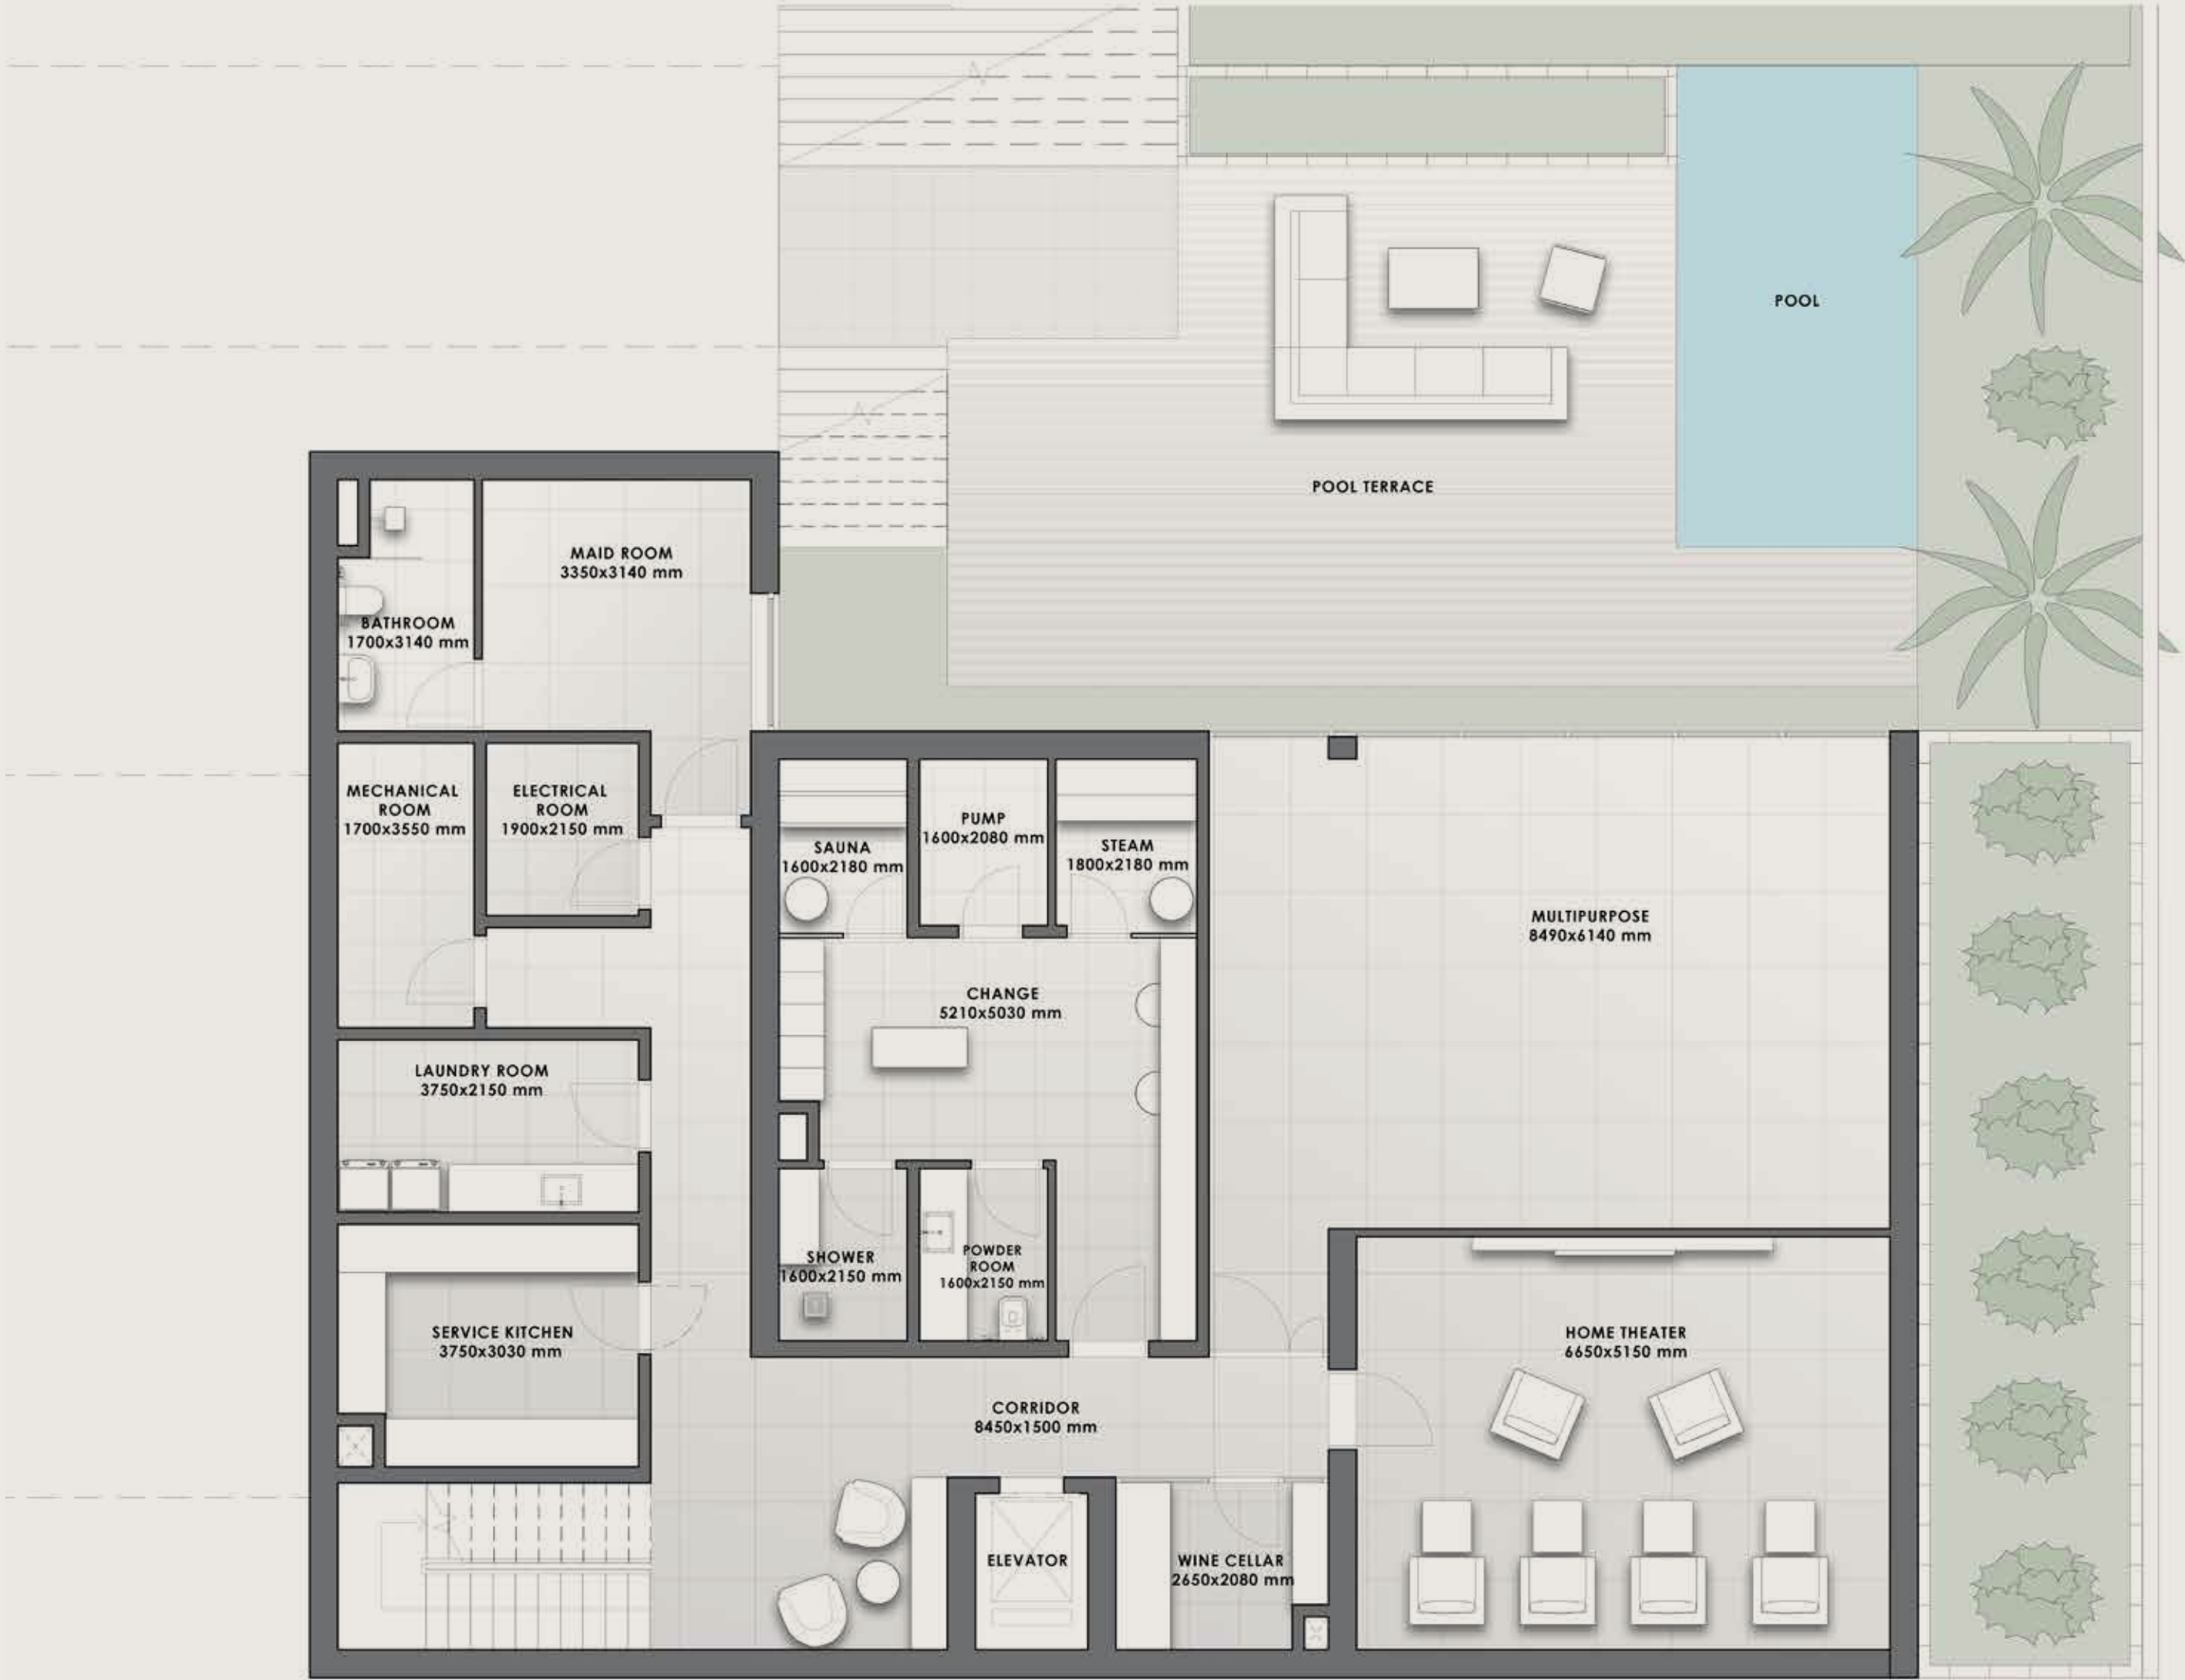 POOL
POOL TERRACE
MAID ROOM
3350x3140 mm
BATHROOM
1700x3140 mm
MECHANICAL
ROOM
1700x3550 mm
ELECTRICAL
ROOM
1900x2150 mm
SAUNA
1600x2180 mm
PUMP
1600x2080 mm
STEAM
1800x2180 mm
MULTIPURPOSE
8490x6140 mm
CHANGE
5210x5030 mm
LAUNDRY ROOM
3750x2150 mm
SHOWER
1600x2150 mm
POWDER
ROOM
1600x2150 mm
SERVICE KITCHEN
3750x3030 mm
HOME THEATER
6650x5150 mm
CORRIDOR
8450x1500 mm
ELEVATOR
WINE CELLAR
2650x2080 mm